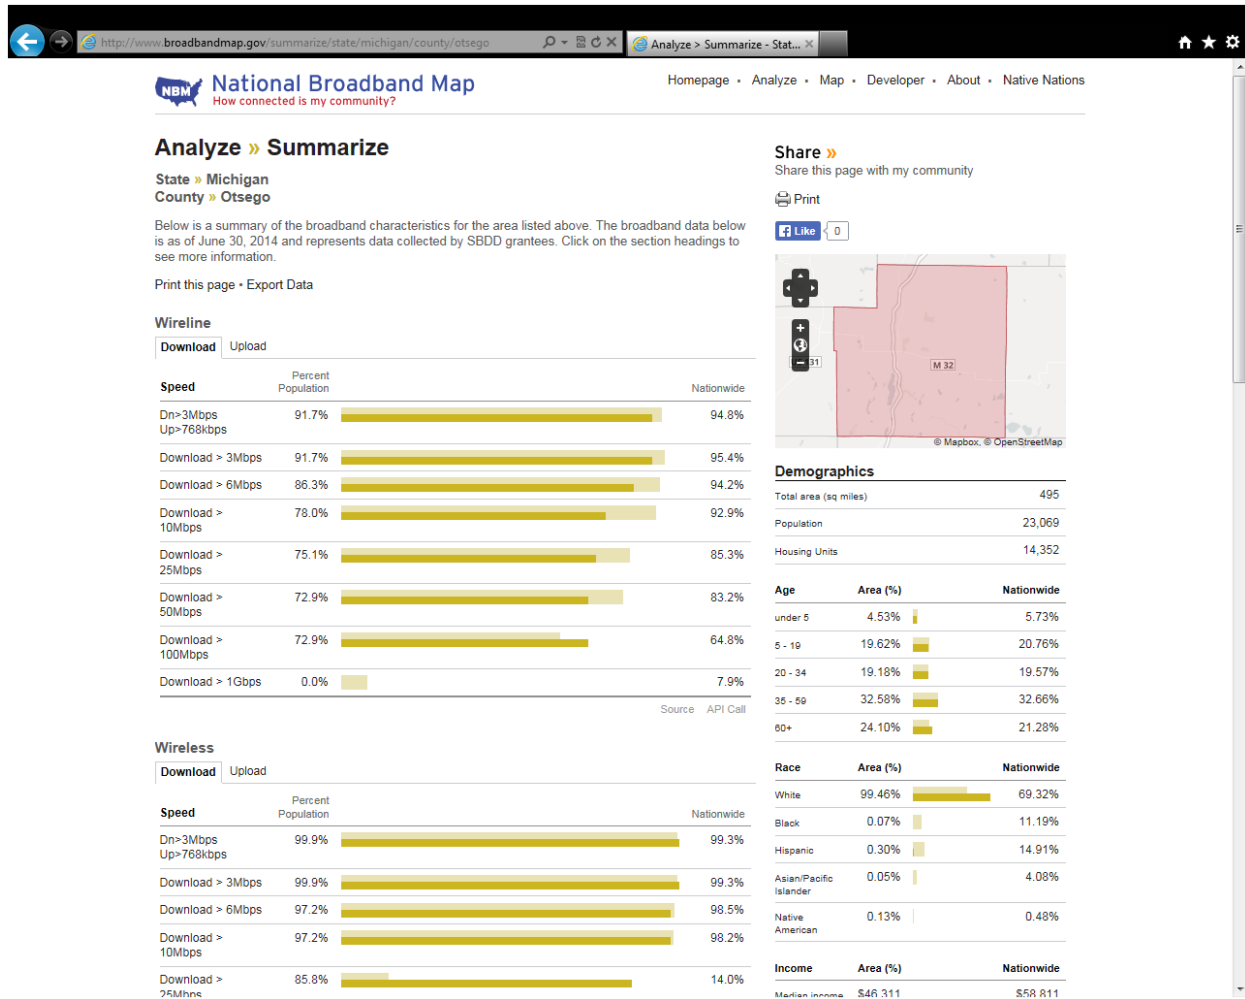 http://www.broadbandmap.gov/summarize/state/michigan/county/otsego
Analyze > Summarize - Stat...
NBM
National Broadband Map
How connected is my community?
Homepage • Analyze • Map • Developer • About • Native Nations
Analyze » Summarize
State » Michigan
County » Otsego
Below is a summary of the broadband characteristics for the area listed above. The broadband data below
is as of June 30, 2014 and represents data collected by SBDD grantees. Click on the section headings to
see more information.
Print this page • Export Data
Wireline
Download Upload
Speed Percent Population Nationwide
Dn>3Mbps 91.7% 94.8%
Up>768kbps
Download > 3Mbps 91.7% 95.4%
Download > 6Mbps 86.3% 94.2%
Download > 78.0% 92.9%
10Mbps
Download > 75.1% 85.3%
25Mbps
Download > 72.9% 83.2%
50Mbps
Download > 72.9% 64.8%
100Mbps
Download > 1Gbps 0.0% 7.9%
Source API Call
Wireless
Download Upload
Speed Percent Population Nationwide
Dn>3Mbps 99.9% 99.3%
Up>768kbps
Download > 3Mbps 99.9% 99.3%
Download > 6Mbps 97.2% 98.5%
Download > 97.2% 98.2%
10Mbps
Download > 85.8% 14.0%
25Mbps
Share »
Share this page with my community
Print
Like 0
31
M 32
© Mapbox, © OpenStreetMap
Demographics
Total area (sq miles) 495
Population 23,069
Housing Units 14,352
Age Area (%) Nationwide
under 5 4.53% 5.73%
5 - 19 19.62% 20.76%
20 - 34 19.18% 19.57%
35 - 59 32.58% 32.66%
60+ 24.10% 21.28%
Race Area (%) Nationwide
White 99.46% 69.32%
Black 0.07% 11.19%
Hispanic 0.30% 14.91%
Asian/Pacific 0.05% 4.08%
Islander
Native 0.13% 0.48%
American
Income Area (%) Nationwide
Median income $46,311 $58,811